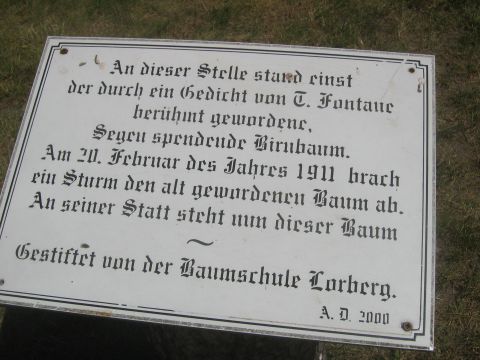 An dieser Stelle stand einst
der durch ein Gedicht von T. Fontane
berühmt gewordene,
Segen spendende Birnbaum.
Am 20. Februar des Jahres 1911 brach
ein Sturm den alt gewordenen Baum ab.
An seiner Statt steht nun dieser Baum
~
Gestiftet von der Baumschule Lorberg.
A. D. 2000